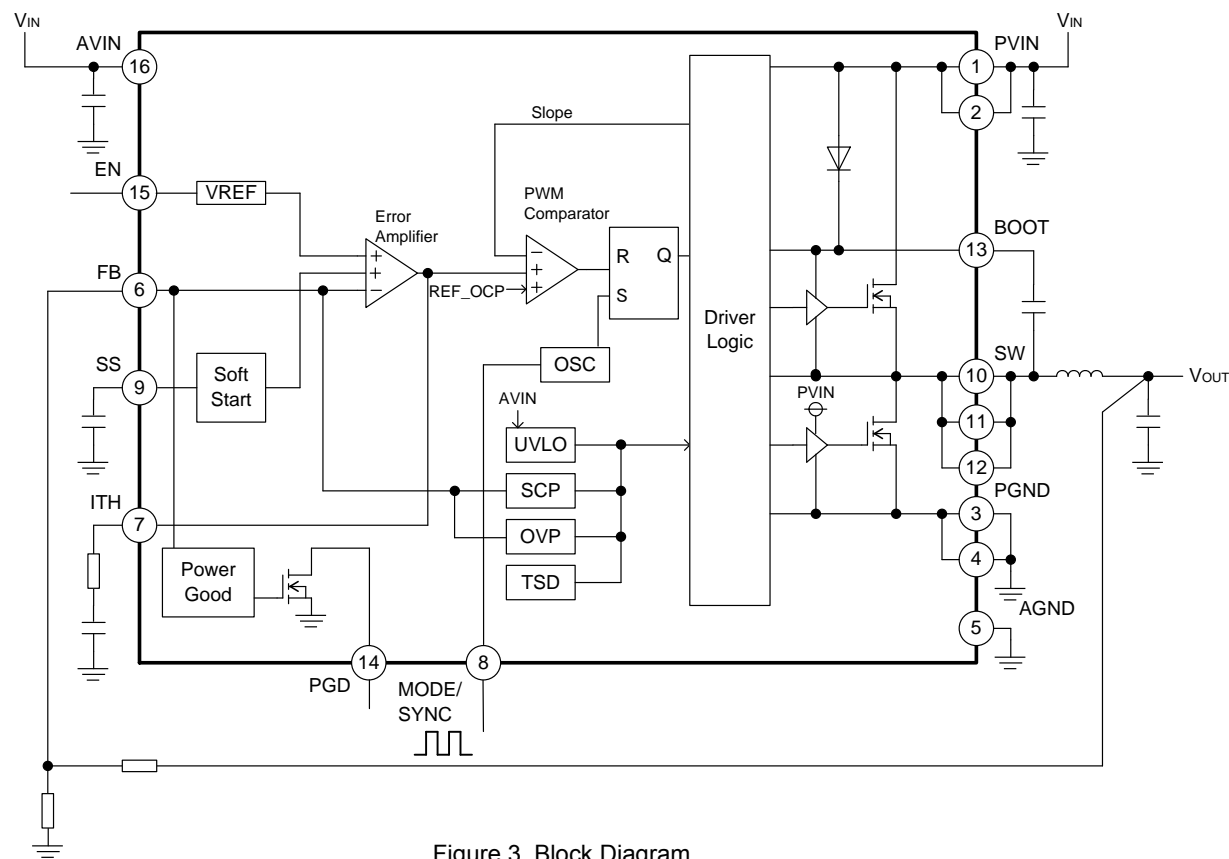 VIN
AVIN
16
PVIN
VIN
1
2
Slope
EN
15
VREF
Error
Amplifier
PWM
Comparator
BOOT
13
FB
6
+
+
−
−
+
+
REF_OCP
R
Q
S
Driver
Logic
SS
9
Soft
Start
OSC
SW
10
VOUT
AVIN
PVIN
11
UVLO
12
SCP
PGND
ITH
7
3
OVP
4
Power
Good
TSD
AGND
5
14
8
PGD
MODE/
SYNC
Figure 3. Block Diagram